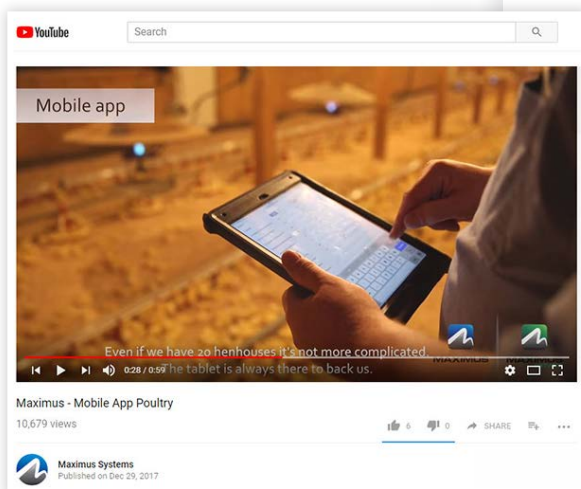 YouTube
Search
Mobile app
Even if we have 20 henhouses it's not more complicated.
The tablet is always there to back us.
MAXIMUS
MAXIMUS
0:28 / 0:59
Maximus - Mobile App Poultry
10,679 views
6
0
SHARE
Maximus Systems
Published on Dec 29, 2017